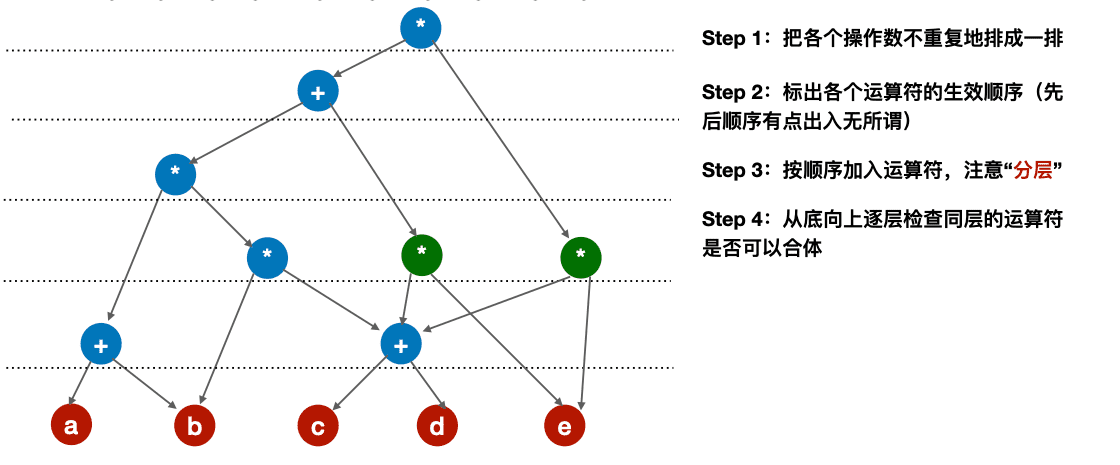 *
+
*
*
*
*
+
+
a
b
c
d
e
Step 1：把各个操作数不重复地排成一排
Step 2：标出各个运算符的生效顺序（先
后顺序有点出入无所谓）
Step 3：按顺序加入运算符，注意“分层”
Step 4：从底向上逐层检查同层的运算符
是否可以合体